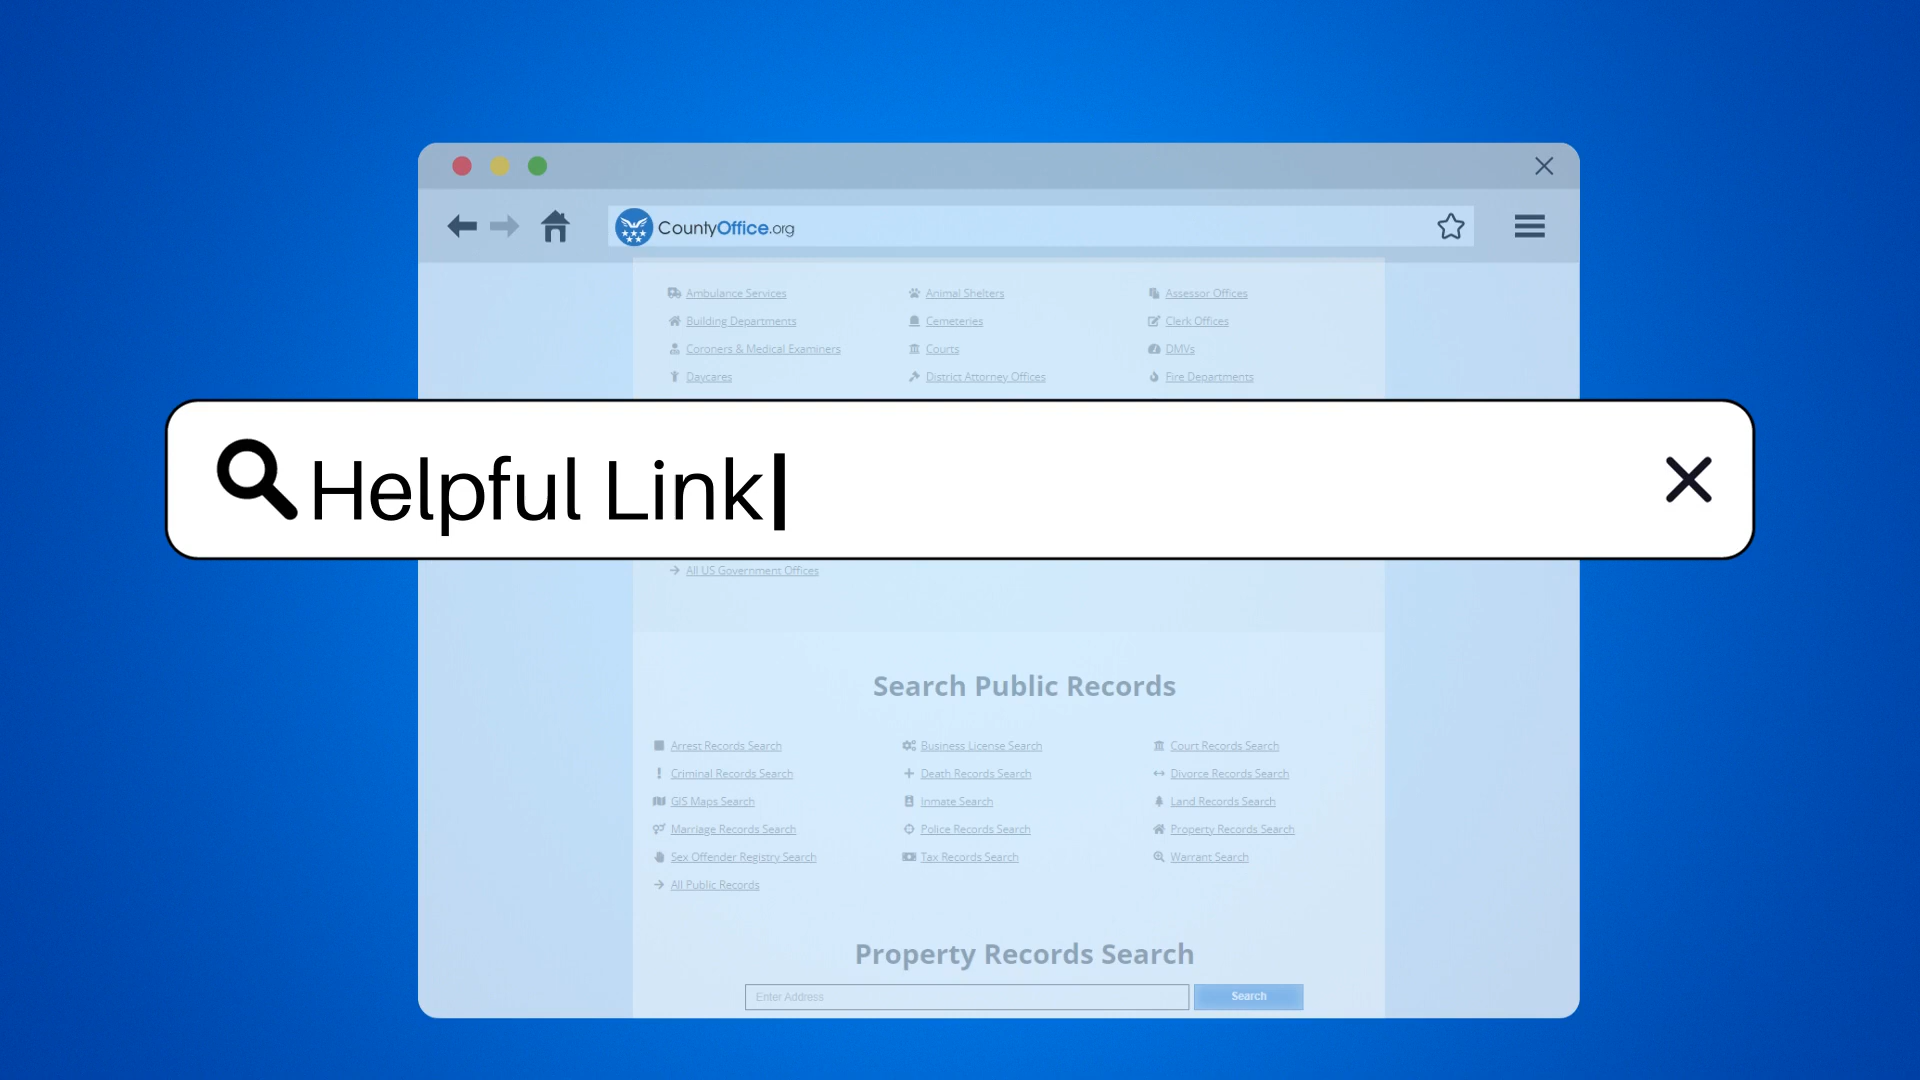 CountyOffice.org
Ambulance Services Animal Shelters Assessor Offices
Building Departments Cemeteries Clerk Offices
Coroners & Medical Examiners Courts DMVs
Daycares District Attorney Offices Fire Departments
Helpful Link
All US Government Offices
Search Public Records
Arrest Records Search Business License Search Court Records Search
Criminal Records Search Death Records Search Divorce Records Search
GIS Maps Search Inmate Search Land Records Search
Marriage Records Search Police Records Search Property Records Search
Sex Offender Registry Search Tax Records Search Warrant Search
All Public Records
Property Records Search
Enter Address Search